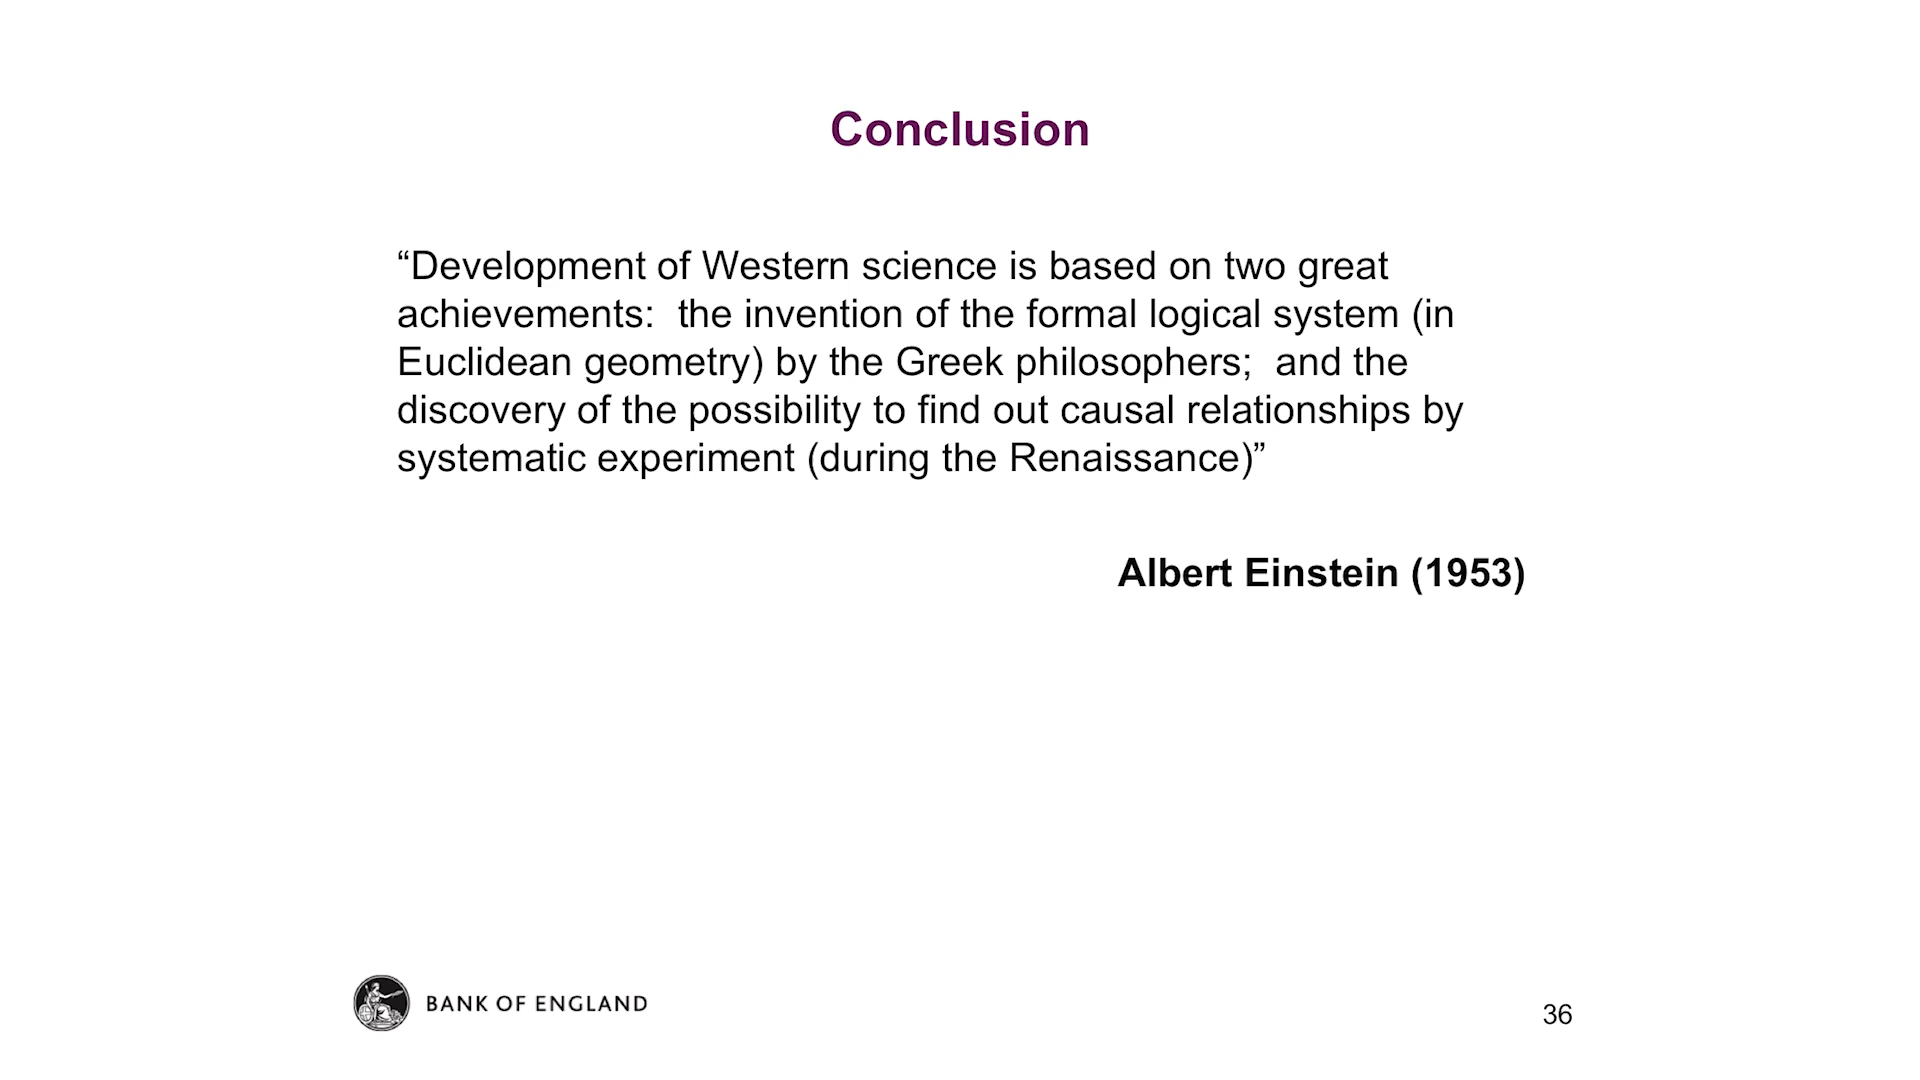 Conclusion
“Development of Western science is based on two great
achievements:  the invention of the formal logical system (in
Euclidean geometry) by the Greek philosophers;  and the
discovery of the possibility to find out causal relationships by
systematic experiment (during the Renaissance)”
Albert Einstein (1953)
BANK OF ENGLAND
36